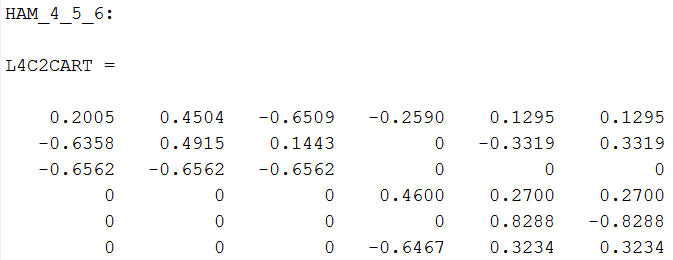 HAM_4_5_6:
L4C2CART =
0.2005 0.4504 -0.6509 -0.2590 0.1295 0.1295
-0.6358 0.4915 0.1443 0 -0.3319 0.3319
-0.6562 -0.6562 -0.6562 0 0 0
0 0 0 0.4600 0.2700 0.2700
0 0 0 0 0.8288 -0.8288
0 0 0 -0.6467 0.3234 0.3234